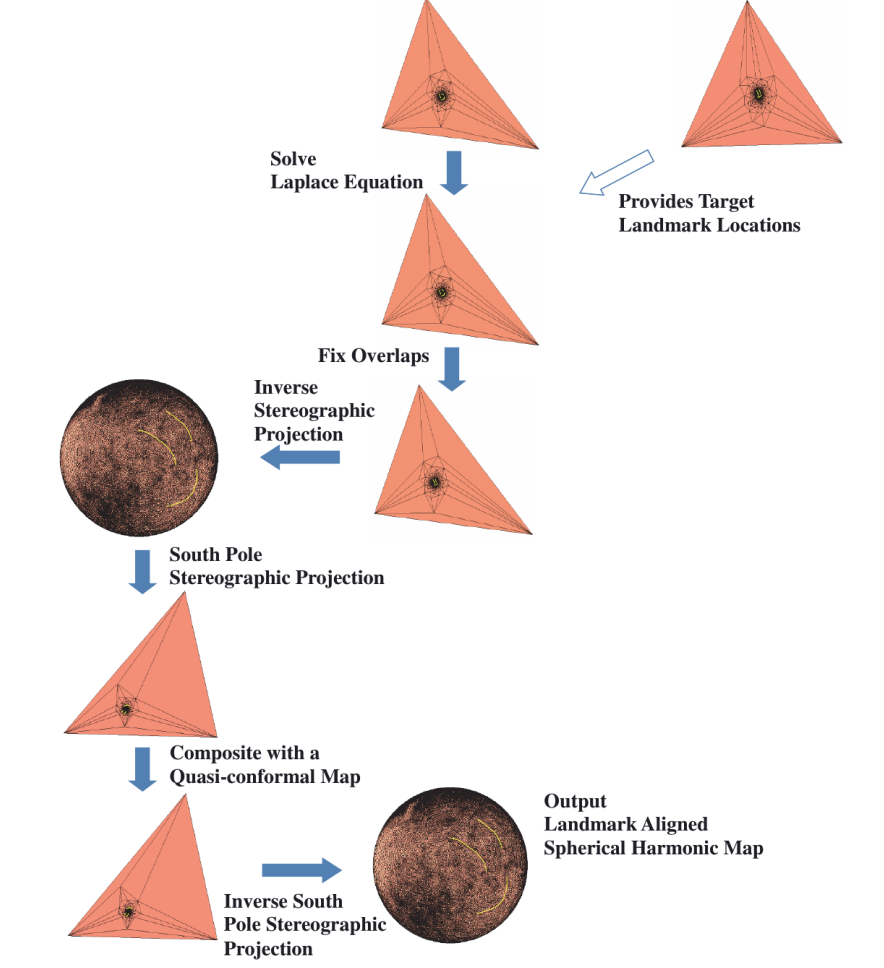 Solve
Laplace Equation
Provides Target
Landmark Locations
Fix Overlaps
Inverse
Stereographic
Projection
South Pole
Stereographic Projection
Composite with a
Quasi-conformal Map
Output
Landmark Aligned
Spherical Harmonic Map
Inverse South
Pole Stereographic
Projection